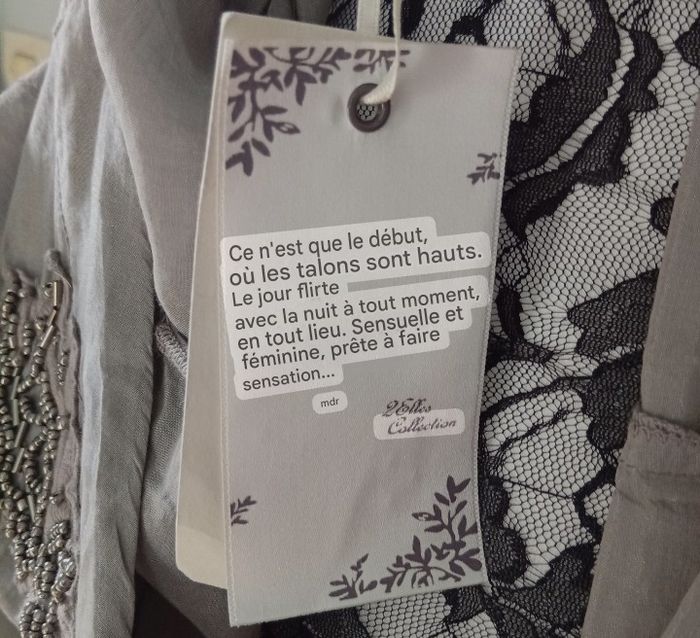 Ce n'est que le début,
où les talons sont hauts.
Le jour flirte
avec la nuit à tout moment,
en tout lieu. Sensuelle et
féminine, prête à faire
sensation...
mdr
2Elles
Collection